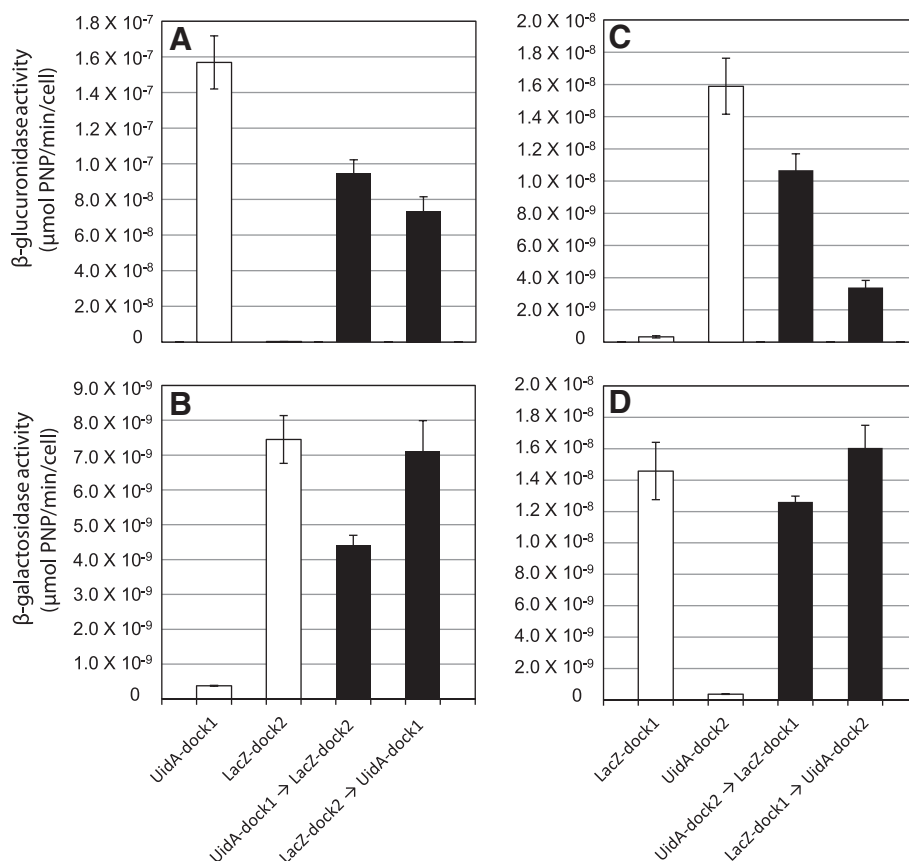 A
β-glucuronidase activity
(μmol PNP/min/cell)
1.8 X 10⁻⁷
1.6 X 10⁻⁷
1.4 X 10⁻⁷
1.2 X 10⁻⁷
1.0 X 10⁻⁷
8.0 X 10⁻⁸
6.0 X 10⁻⁸
4.0 X 10⁻⁸
2.0 X 10⁻⁸
0
C
2.0 X 10⁻⁸
1.8 X 10⁻⁸
1.6 X 10⁻⁸
1.4 X 10⁻⁸
1.2 X 10⁻⁸
1.0 X 10⁻⁸
8.0 X 10⁻⁹
6.0 X 10⁻⁹
4.0 X 10⁻⁹
2.0 X 10⁻⁹
0
B
β-galactosidase activity
(μmol PNP/min/cell)
9.0 X 10⁻⁹
8.0 X 10⁻⁹
7.0 X 10⁻⁹
6.0 X 10⁻⁹
5.0 X 10⁻⁹
4.0 X 10⁻⁹
3.0 X 10⁻⁹
2.0 X 10⁻⁹
1.0 X 10⁻⁹
0
UidA-dock1
LacZ-dock2
UidA-dock1 → LacZ-dock2
LacZ-dock2 → UidA-dock1
D
2.0 X 10⁻⁸
1.8 X 10⁻⁸
1.6 X 10⁻⁸
1.4 X 10⁻⁸
1.2 X 10⁻⁸
1.0 X 10⁻⁸
8.0 X 10⁻⁹
6.0 X 10⁻⁹
4.0 X 10⁻⁹
2.0 X 10⁻⁹
0
LacZ-dock1
UidA-dock2
UidA-dock2 → LacZ-dock1
LacZ-dock1 → UidA-dock2